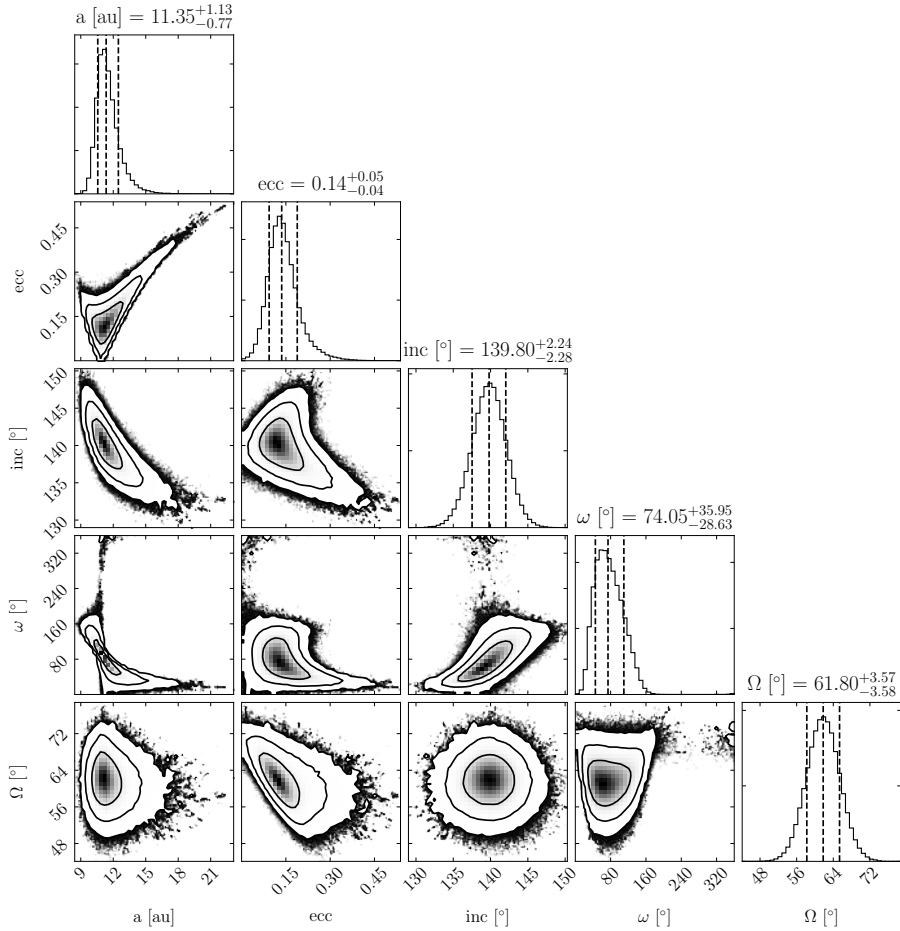 a [au] = 11.35^{+1.13}_{-0.77}
ecc = 0.14^{+0.05}_{-0.04}
0.45
0.30
0.15
ecc
inc [°] = 139.80^{+2.24}_{-2.28}
150
145
140
135
130
inc [°]
ω [°] = 74.05^{+35.95}_{-28.63}
320
240
160
80
ω [°]
Ω [°] = 61.80^{+3.57}_{-3.58}
72
64
56
48
Ω [°]
9 12 15 18 21
0.15 0.30 0.45
130 135 140 145 150
80 160 240 320
48 56 64 72
a [au] ecc inc [°] ω [°] Ω [°]